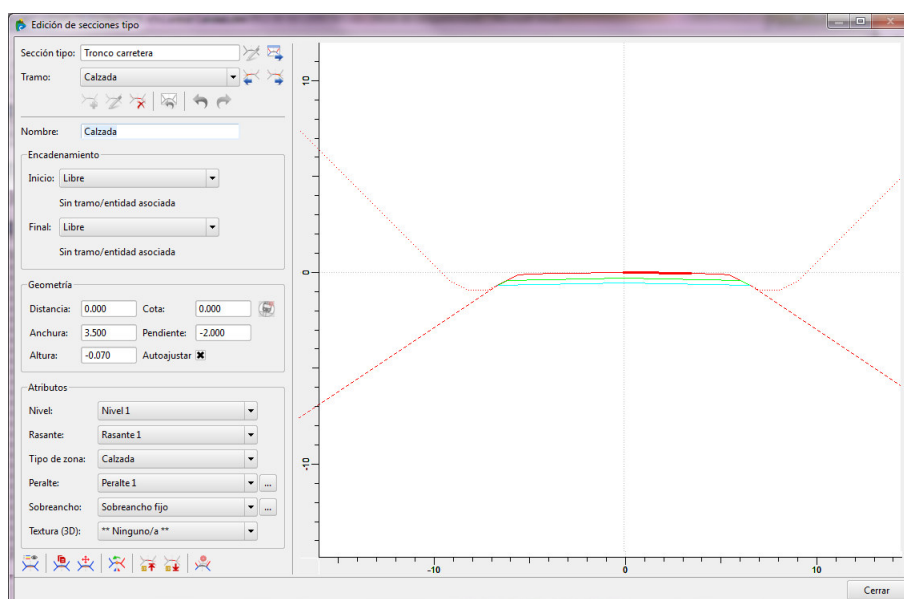 Edición de secciones tipo
Sección tipo: Tronco carretera
Tramo: Calzada
Nombre: Calzada
Encadenamiento
Inicio: Libre
Sin tramo/entidad asociada
Final: Libre
Sin tramo/entidad asociada
Geometría
Distancia: 0.000 Cota: 0.000
Anchura: 3.500 Pendiente: -2.000
Altura: -0.070 Autoajustar
Atributos
Nivel: Nivel 1
Rasante: Rasante 1
Tipo de zona: Calzada
Peralte: Peralte 1 ...
Sobreancho: Sobreancho fijo ...
Textura (3D): ** Ninguno/a **
10
0
-10
-10 0 10
Cerrar